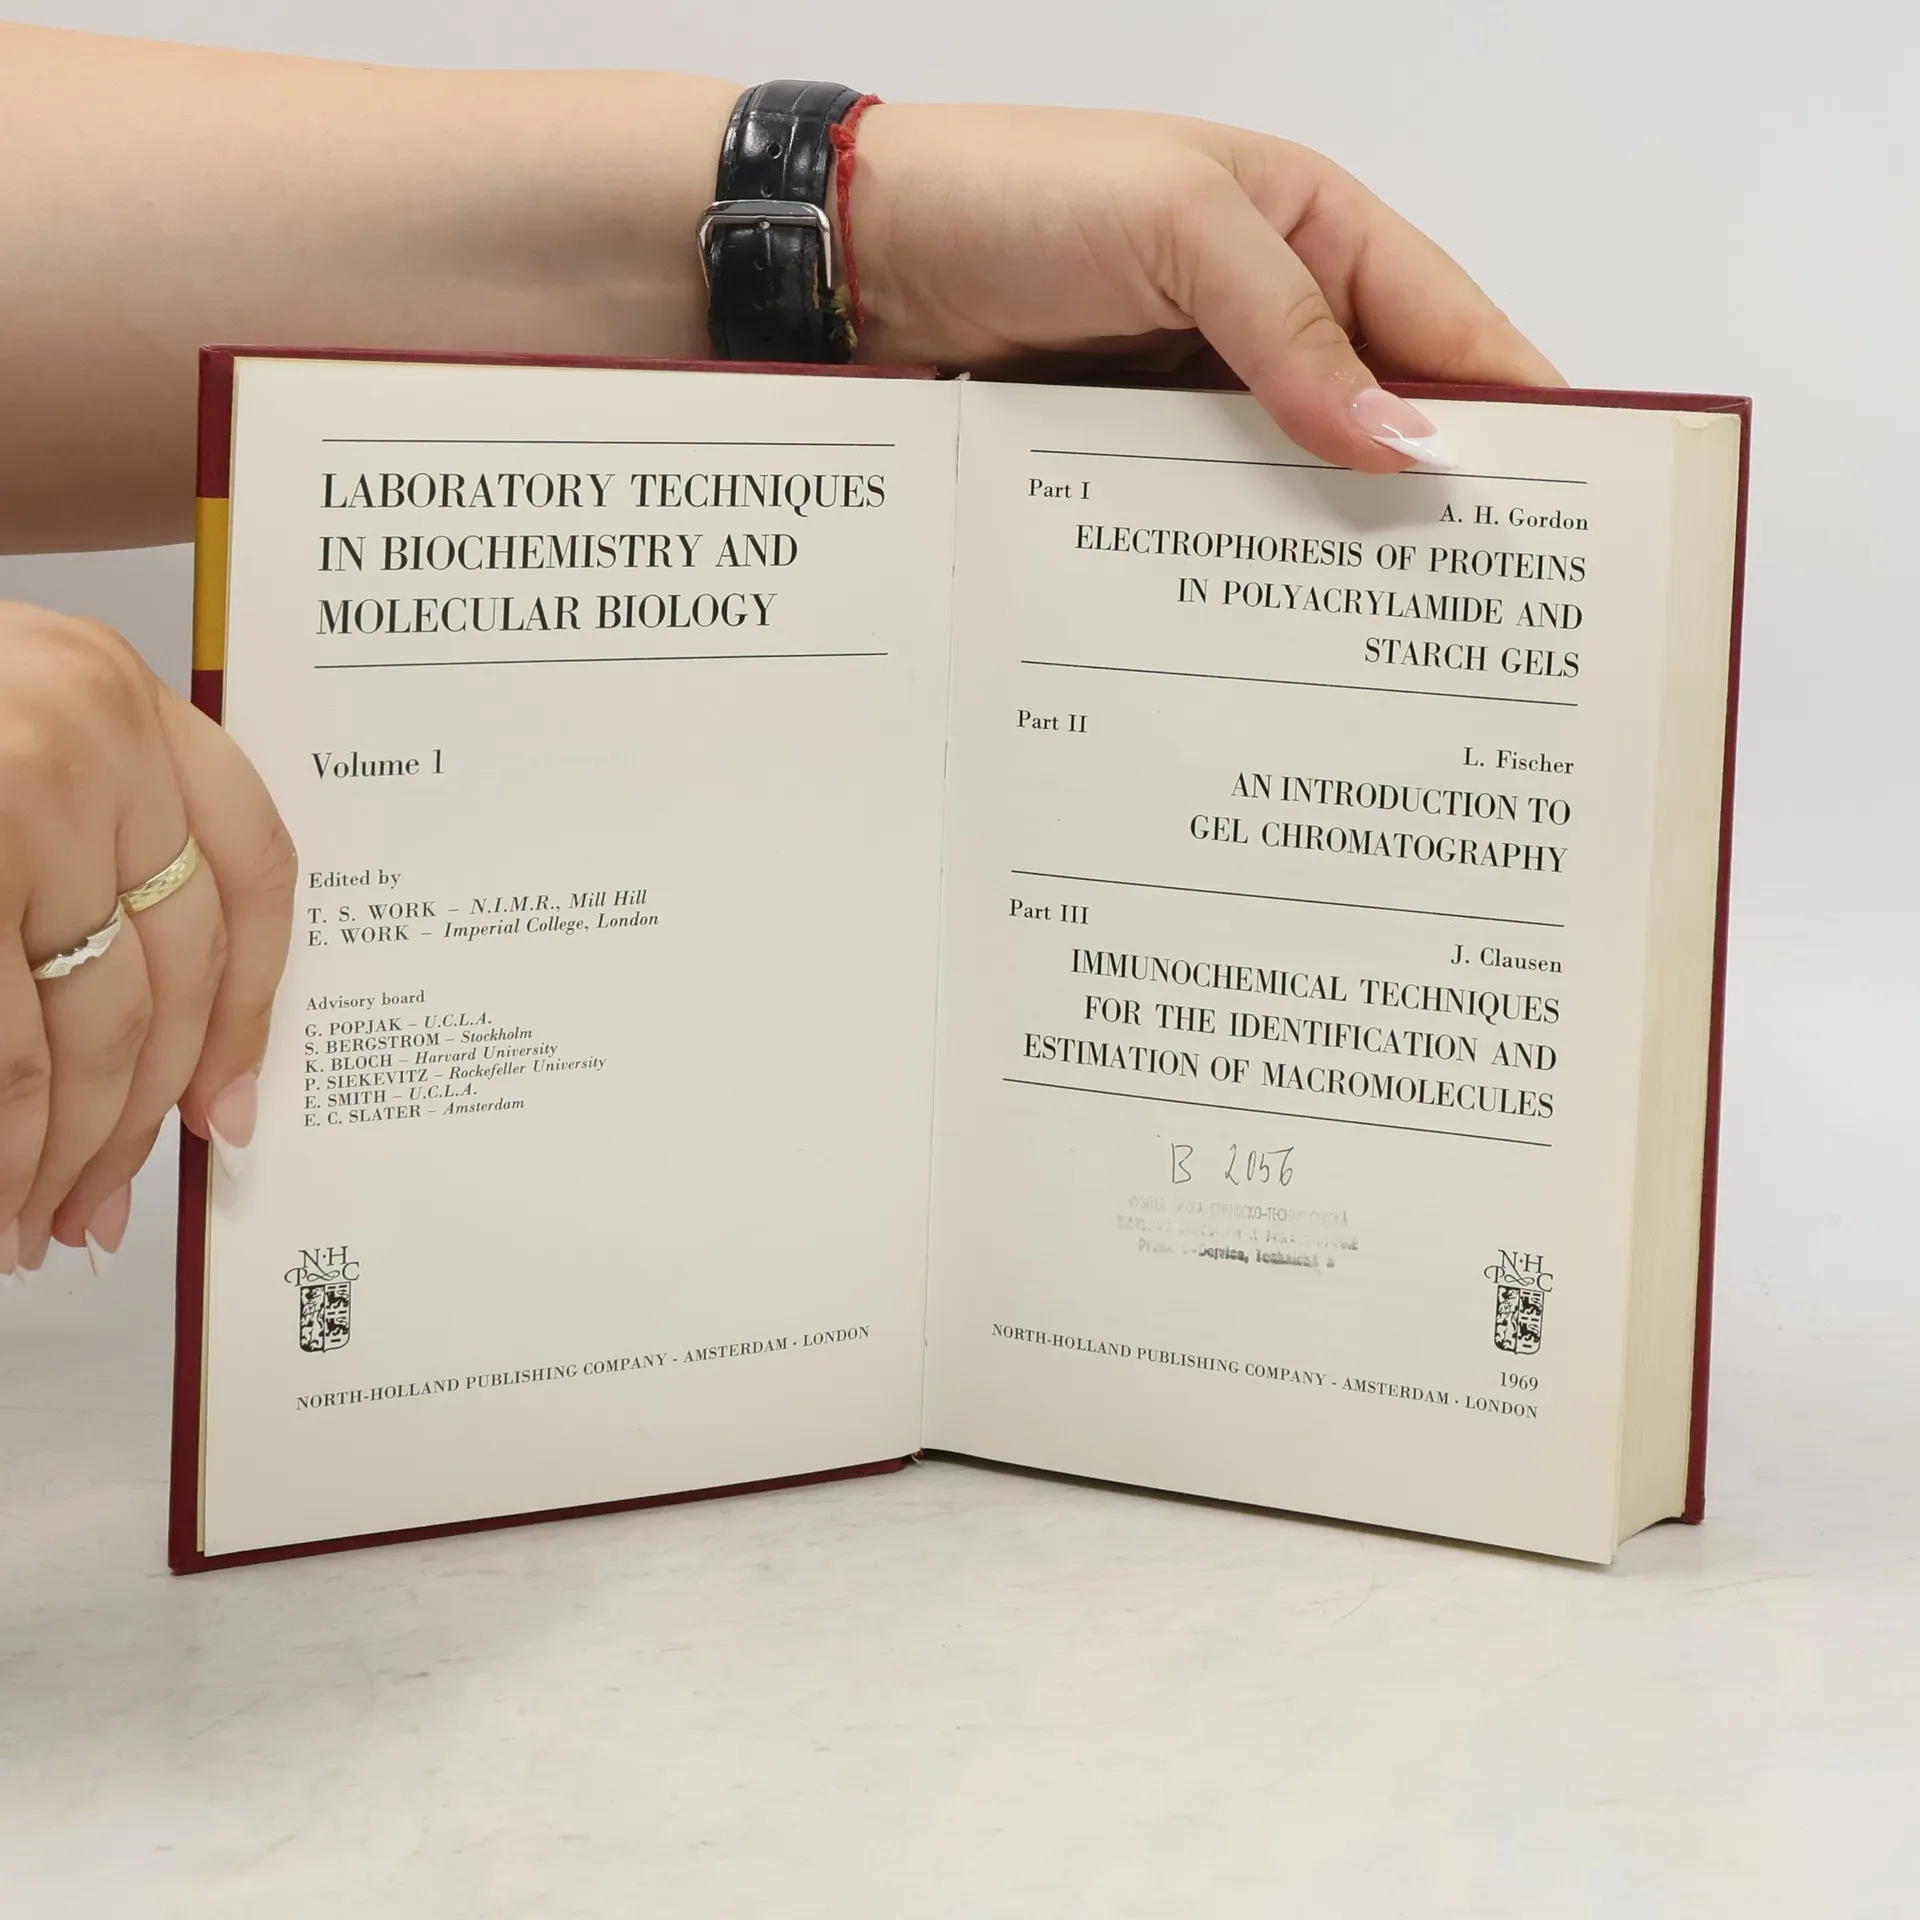 LABORATORY TECHNIQUES
IN BIOCHEMISTRY AND
MOLECULAR BIOLOGY
Volume 1
Edited by
T. S. WORK – N.I.M.R., Mill Hill
E. WORK – Imperial College, London
Advisory board
G. POPJAK – U.C.L.A.
S. BERGSTROM – Stockholm
K. BLOCH – Harvard University
P. SIEKEVITZ – Rockefeller University
E. SMITH – U.C.L.A.
E. C. SLATER – Amsterdam
N·H
P C
NORTH-HOLLAND PUBLISHING COMPANY - AMSTERDAM · LONDON
Part I
A. H. Gordon
ELECTROPHORESIS OF PROTEINS
IN POLYACRYLAMIDE AND
STARCH GELS
Part II
L. Fischer
AN INTRODUCTION TO
GEL CHROMATOGRAPHY
Part III
J. Clausen
IMMUNOCHEMICAL TECHNIQUES
FOR THE IDENTIFICATION AND
ESTIMATION OF MACROMOLECULES
B 2056
N·H
P C
1969
NORTH-HOLLAND PUBLISHING COMPANY - AMSTERDAM · LONDON